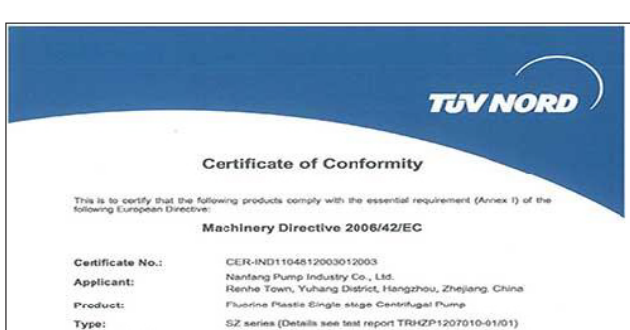 TÜV NORD
Certificate of Conformity
This is to certify that the following products comply with the essential requirement (Annex I) of the
following European Directive:
Machinery Directive 2006/42/EC
Certificate No.: CER-IND1104812003012003
Applicant: Nanfang Pump Industry Co., Ltd.
Renhe Town, Yuhang District, Hangzhou, Zhejiang, China
Product: Fluorine Plastic Single stage Centrifugal Pump
Type: SZ series (Details see test report TRHZP1207010-01/01)